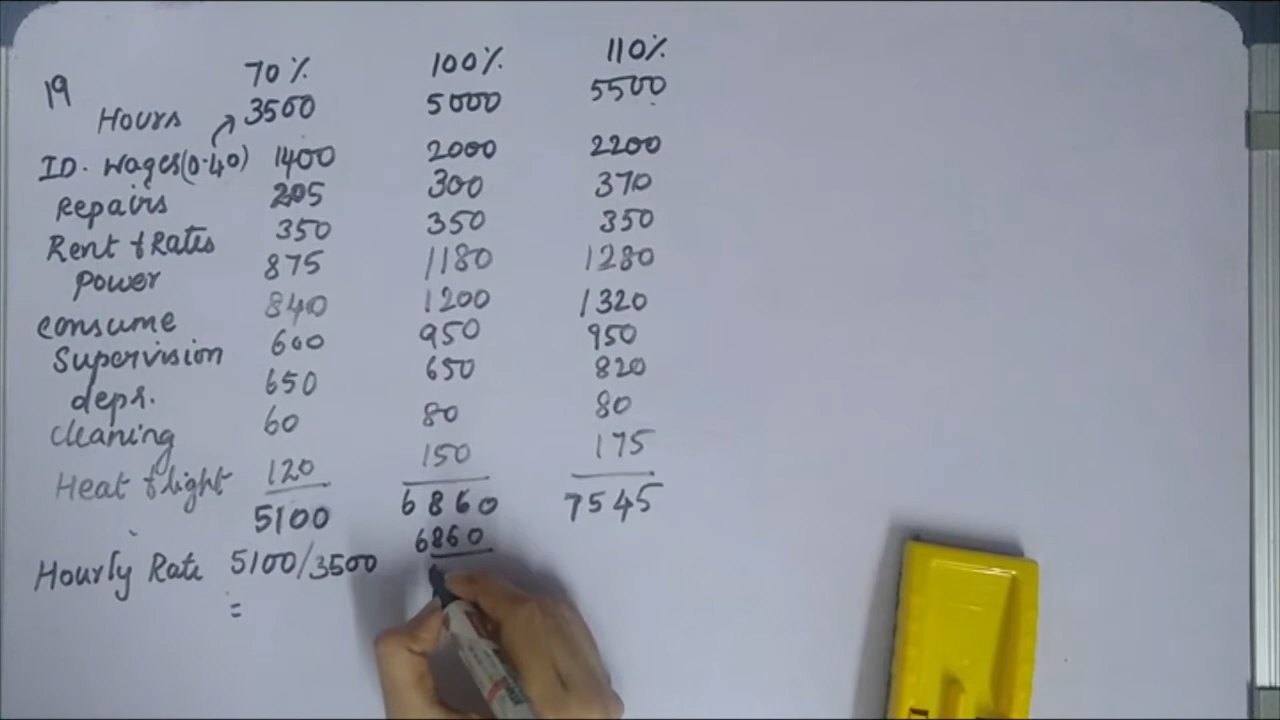 19 70% 100% 110%
Hours 3500 5000 5500
ID. Wages(0.40) 1400 2000 2200
Repairs 205 300 370
Rent & Rates 350 350 350
Power 875 1180 1280
Consume 840 1200 1320
Supervision 600 950 950
depr. 650 650 820
Cleaning 60 80 80
Heat & light 120 150 175
5100 6860 7545
Hourly Rate 5100/3500 6860
=